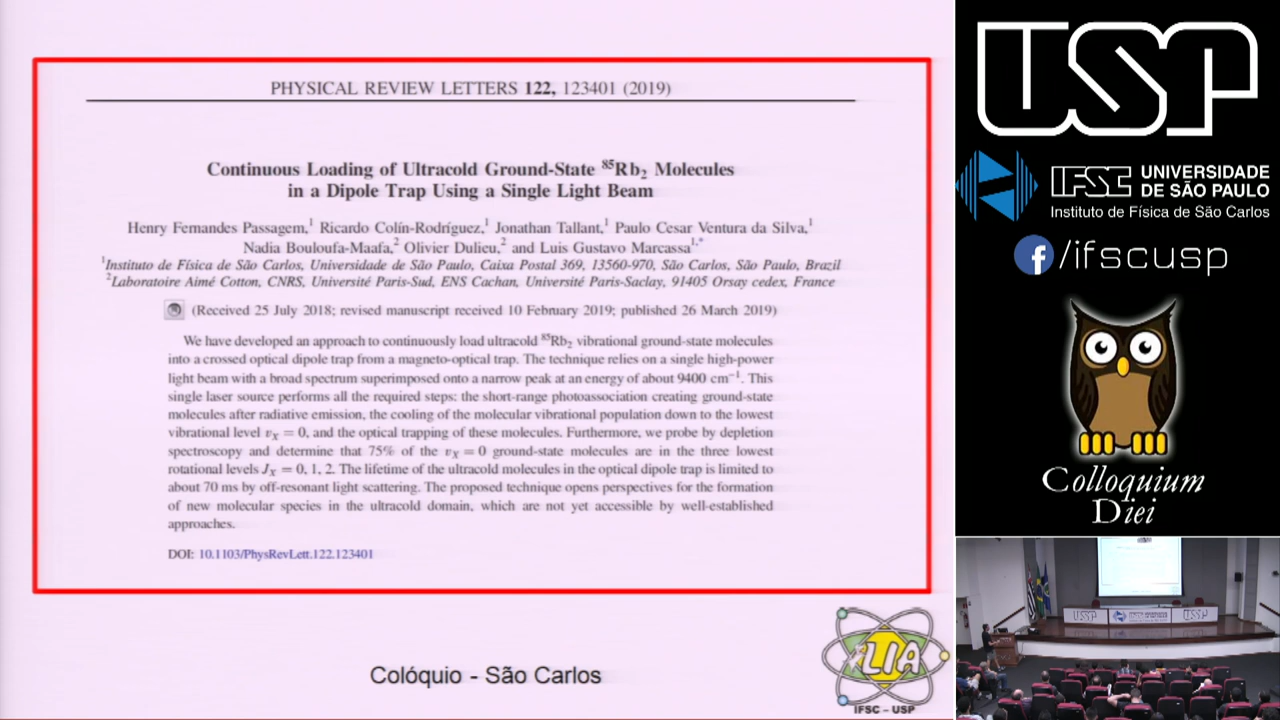 PHYSICAL REVIEW LETTERS 122, 123401 (2019)
Continuous Loading of Ultracold Ground-State ⁸⁵Rb₂ Molecules
in a Dipole Trap Using a Single Light Beam
Henry Fernandes Passagem,¹ Ricardo Colín-Rodríguez,¹ Jonathan Tallant,¹ Paulo Cesar Ventura da Silva,¹
Nadia Bouloufa-Maafa,² Olivier Dulieu,² and Luis Gustavo Marcassa¹,*
¹Instituto de Física de São Carlos, Universidade de São Paulo, Caixa Postal 369, 13560-970, São Carlos, São Paulo, Brazil
²Laboratoire Aimé Cotton, CNRS, Université Paris-Sud, ENS Cachan, Université Paris-Saclay, 91405 Orsay cedex, France
(Received 25 July 2018; revised manuscript received 10 February 2019; published 26 March 2019)
We have developed an approach to continuously load ultracold ⁸⁵Rb₂ vibrational ground-state molecules
into a crossed optical dipole trap from a magneto-optical trap. The technique relies on a single high-power
light beam with a broad spectrum superimposed onto a narrow peak at an energy of about 9400 cm⁻¹. This
single laser source performs all the required steps: the short-range photoassociation creating ground-state
molecules after radiative emission, the cooling of the molecular vibrational population down to the lowest
vibrational level vX = 0, and the optical trapping of these molecules. Furthermore, we probe by depletion
spectroscopy and determine that 75% of the vX = 0 ground-state molecules are in the three lowest
rotational levels JX = 0, 1, 2. The lifetime of the ultracold molecules in the optical dipole trap is limited to
about 70 ms by off-resonant light scattering. The proposed technique opens perspectives for the formation
of new molecular species in the ultracold domain, which are not yet accessible by well-established
approaches.
DOI: 10.1103/PhysRevLett.122.123401
Colóquio - São Carlos
LIA
IFSC - USP
USP
IFSC UNIVERSIDADE
DE SÃO PAULO
Instituto de Física de São Carlos
f/ifscusp
Colloquium
Diei
USP
USP